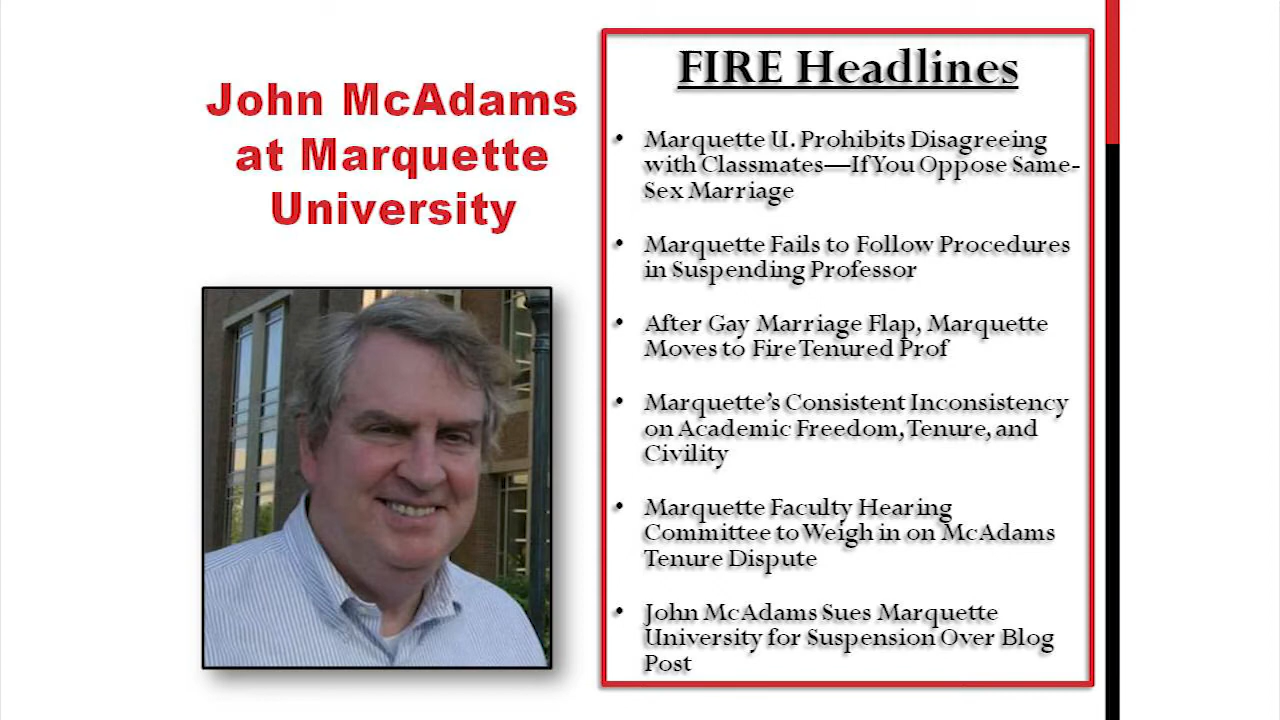 John McAdams
at Marquette
University
FIRE Headlines
• Marquette U. Prohibits Disagreeing
with Classmates—If You Oppose Same-
Sex Marriage
• Marquette Fails to Follow Procedures
in Suspending Professor
• After Gay Marriage Flap, Marquette
Moves to Fire Tenured Prof
• Marquette’s Consistent Inconsistency
on Academic Freedom, Tenure, and
Civility
• Marquette Faculty Hearing
Committee to Weigh in on McAdams
Tenure Dispute
• John McAdams Sues Marquette
University for Suspension Over Blog
Post